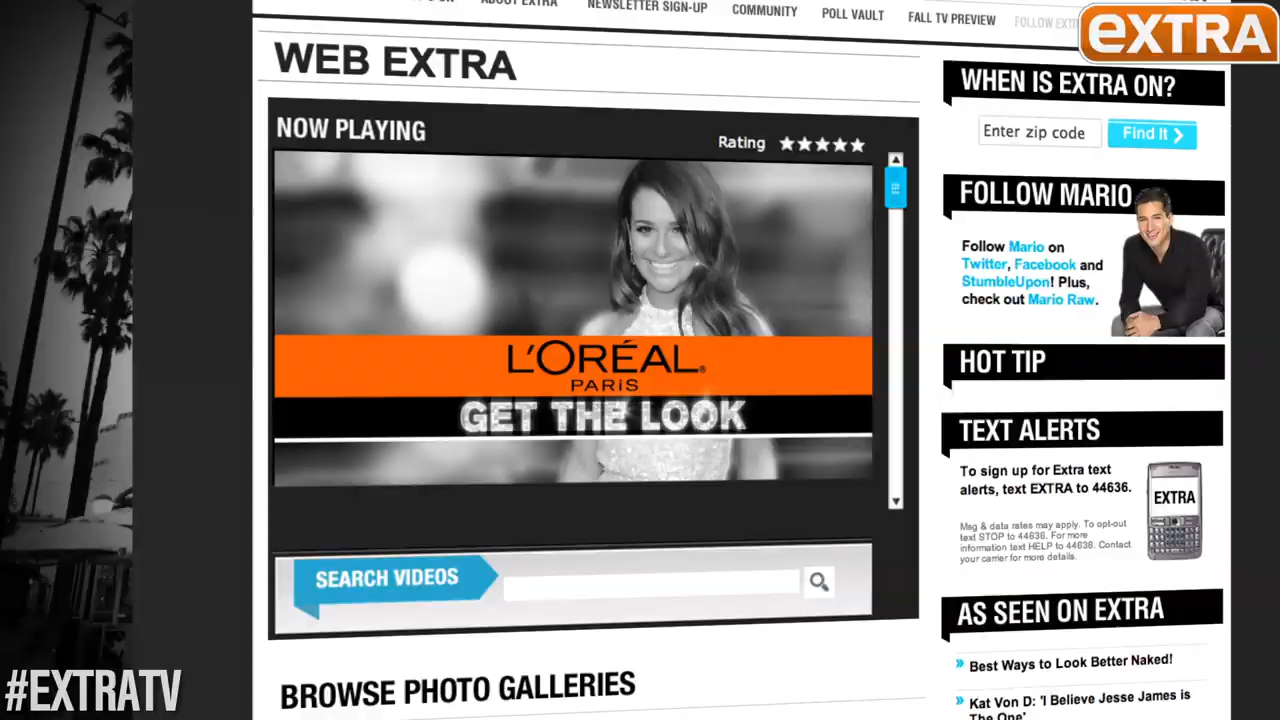 ABOUT EXTRA
NEWSLETTER SIGN-UP
COMMUNITY
POLL VAULT
FALL TV PREVIEW
FOLLOW
extra
WEB EXTRA
NOW PLAYING
Rating
L'ORÉAL®
PARIS
GET THE LOOK
SEARCH VIDEOS
BROWSE PHOTO GALLERIES
WHEN IS EXTRA ON?
Enter zip code
Find It
FOLLOW MARIO
Follow Mario on
Twitter, Facebook and
StumbleUpon! Plus,
check out Mario Raw.
HOT TIP
TEXT ALERTS
To sign up for Extra text
alerts, text EXTRA to 44636.
EXTRA
Msg & data rates may apply. To opt-out
text STOP to 44636. For more
information text HELP to 44636. Contact
your carrier for more details.
AS SEEN ON EXTRA
» Best Ways to Look Better Naked!
» Kat Von D: 'I Believe Jesse James is
The One'
#EXTRATV